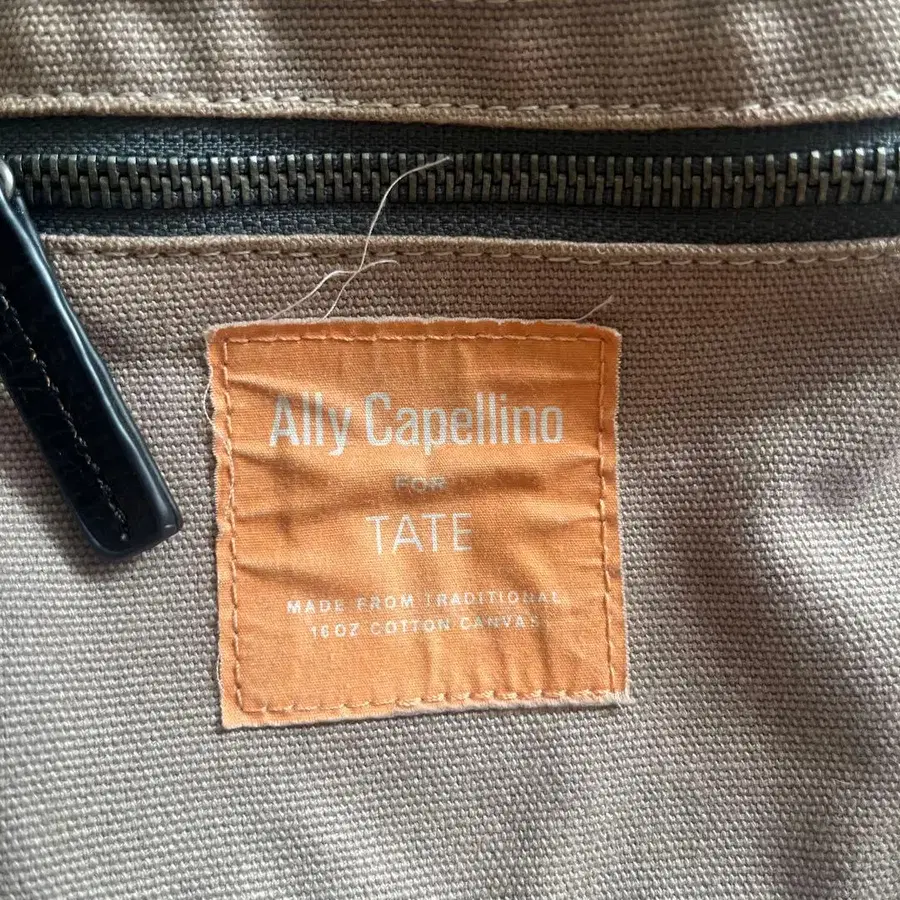 Ally Capellino
FOR
TATE
MADE FROM TRADITIONAL
16OZ COTTON CANVAS